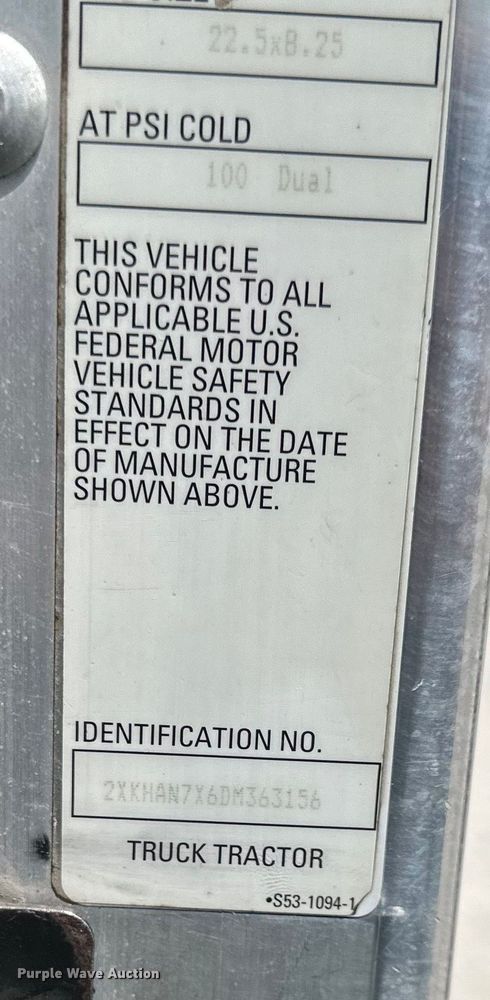 22.5x8.25
AT PSI COLD
100 Dual
THIS VEHICLE
CONFORMS TO ALL
APPLICABLE U.S.
FEDERAL MOTOR
VEHICLE SAFETY
STANDARDS IN
EFFECT ON THE DATE
OF MANUFACTURE
SHOWN ABOVE.
IDENTIFICATION NO.
2XKHAN7X6DM363156
TRUCK TRACTOR
•S53-1094-1
Purple Wave Auction